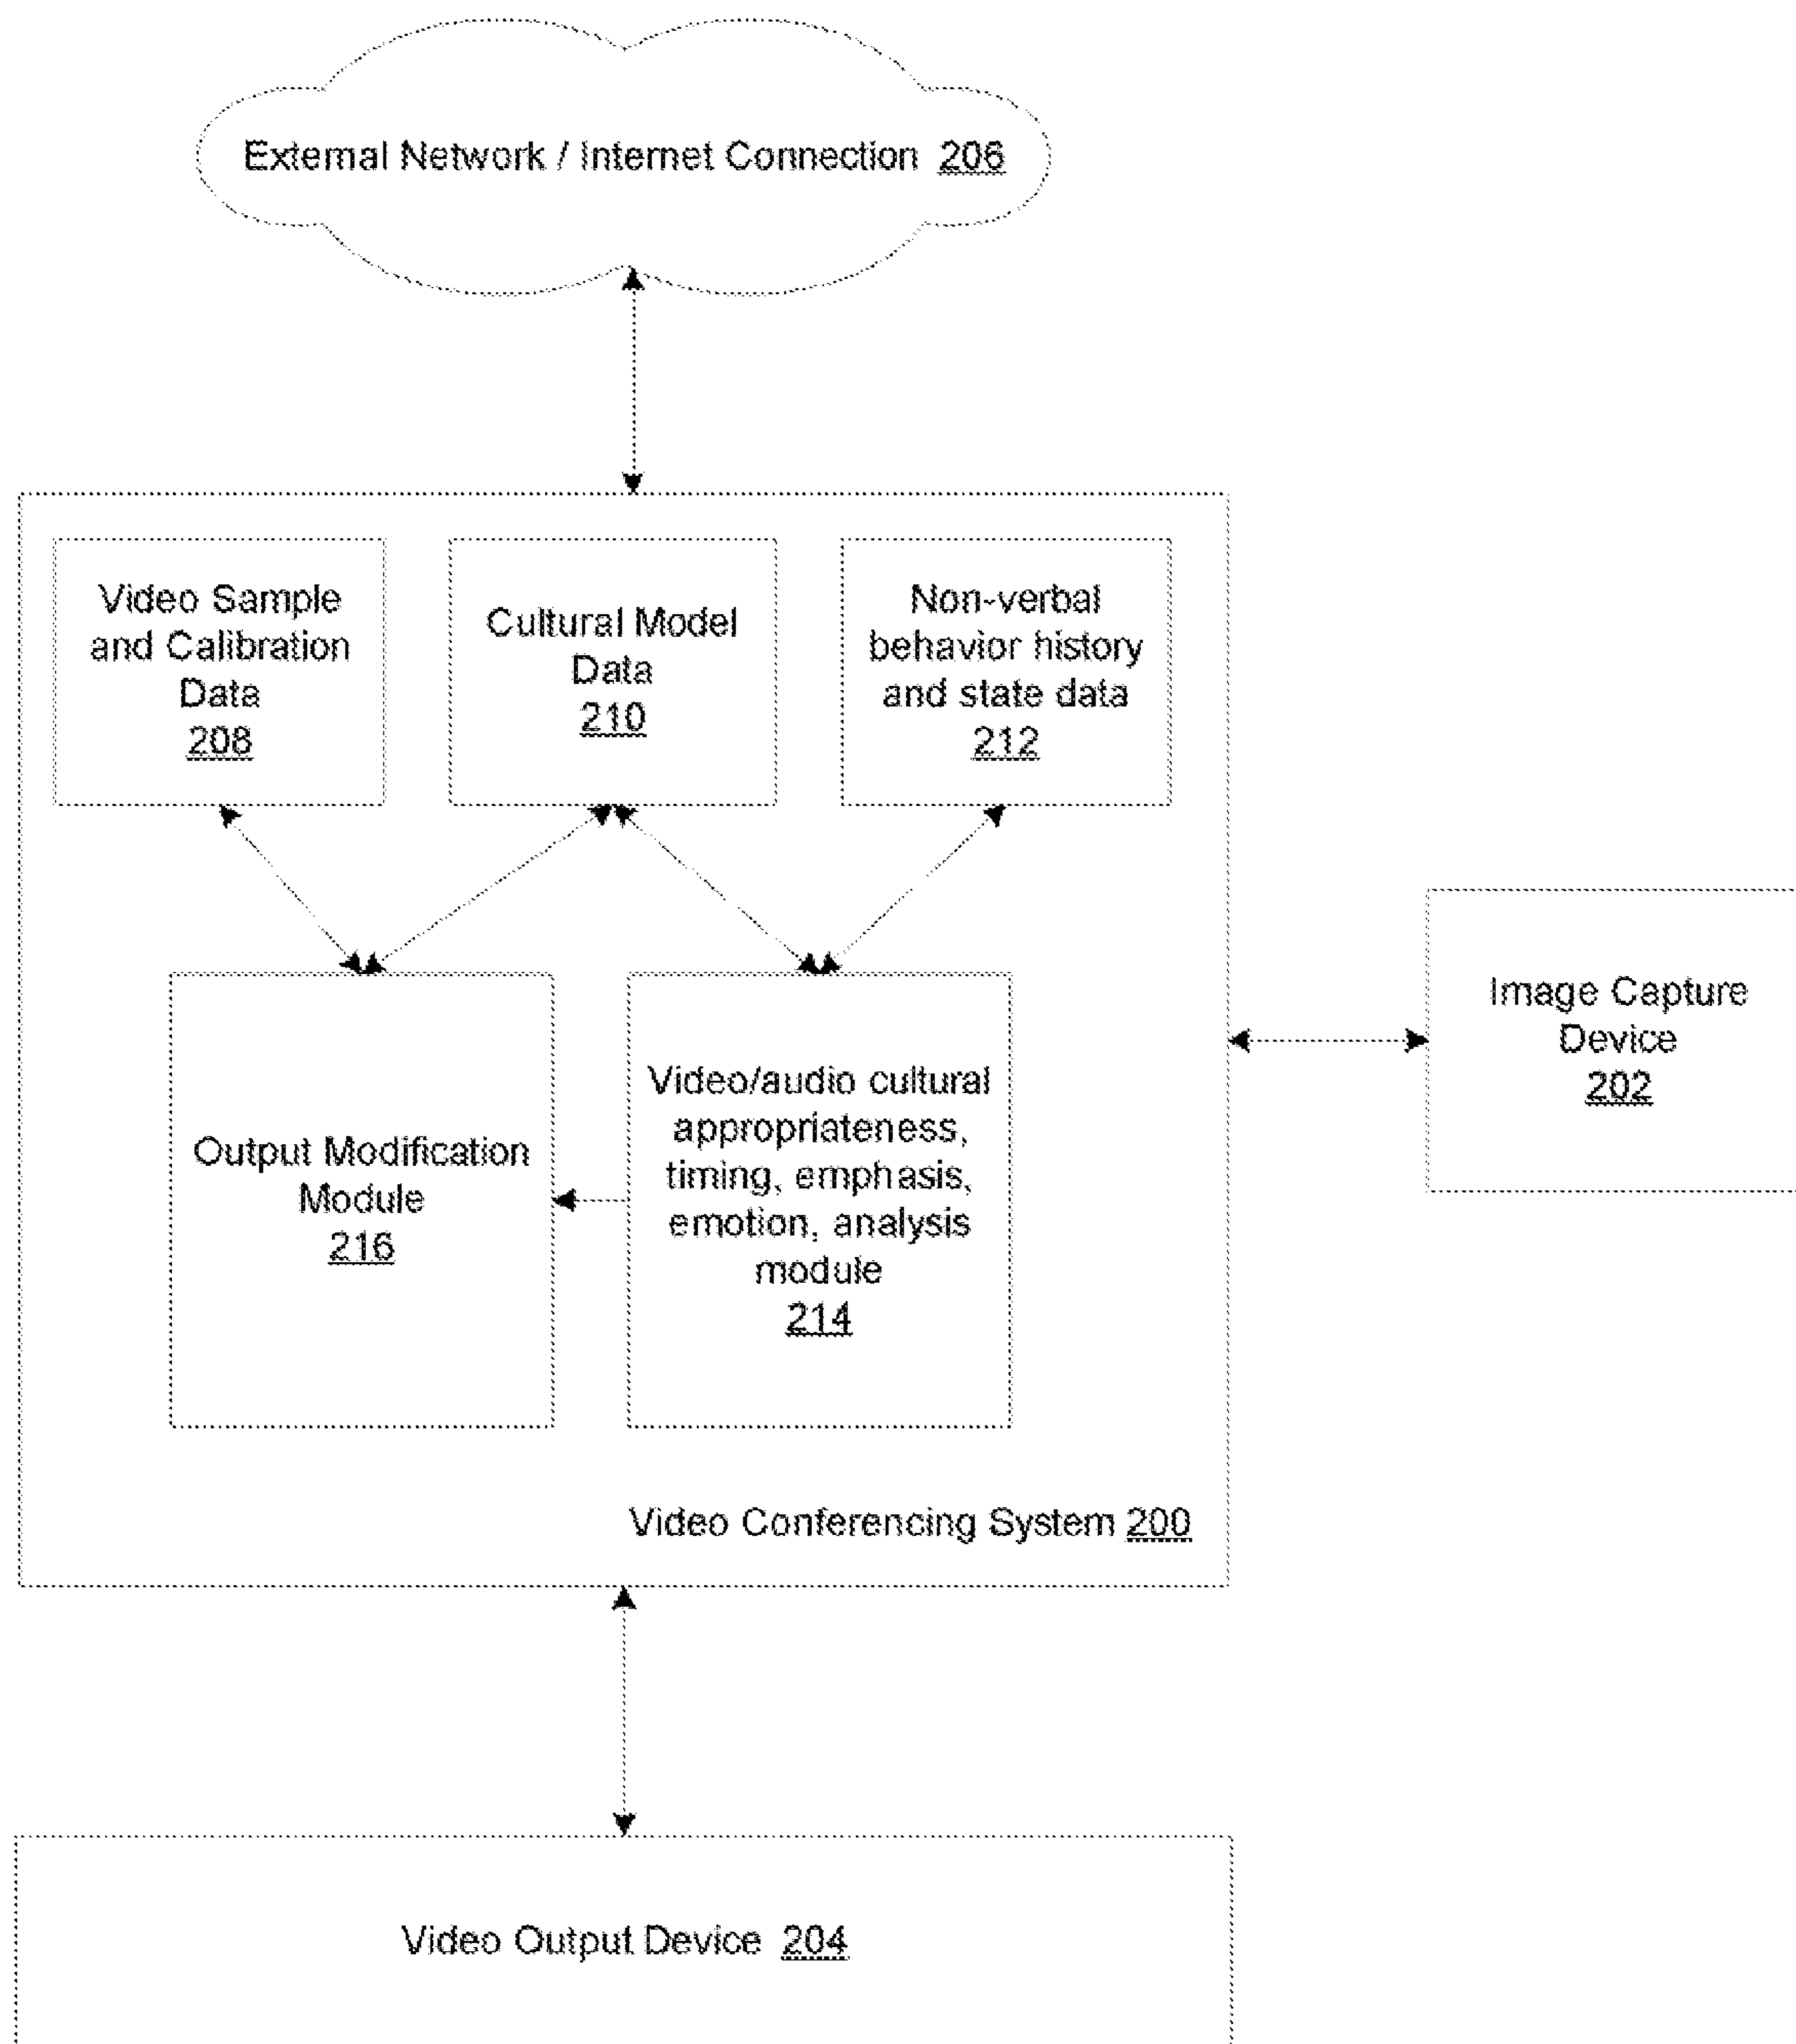 External Network / Internet Connection 206
Video Sample
and Calibration
Data
208
Cultural Model
Data
210
Non-verbal
behavior history
and state data
212
Image Capture
Device
202
Output Modification
Module
216
Video/audio cultural
appropriateness,
timing, emphasis,
emotion, analysis
module
214
Video Conferencing System 200
Video Output Device 204